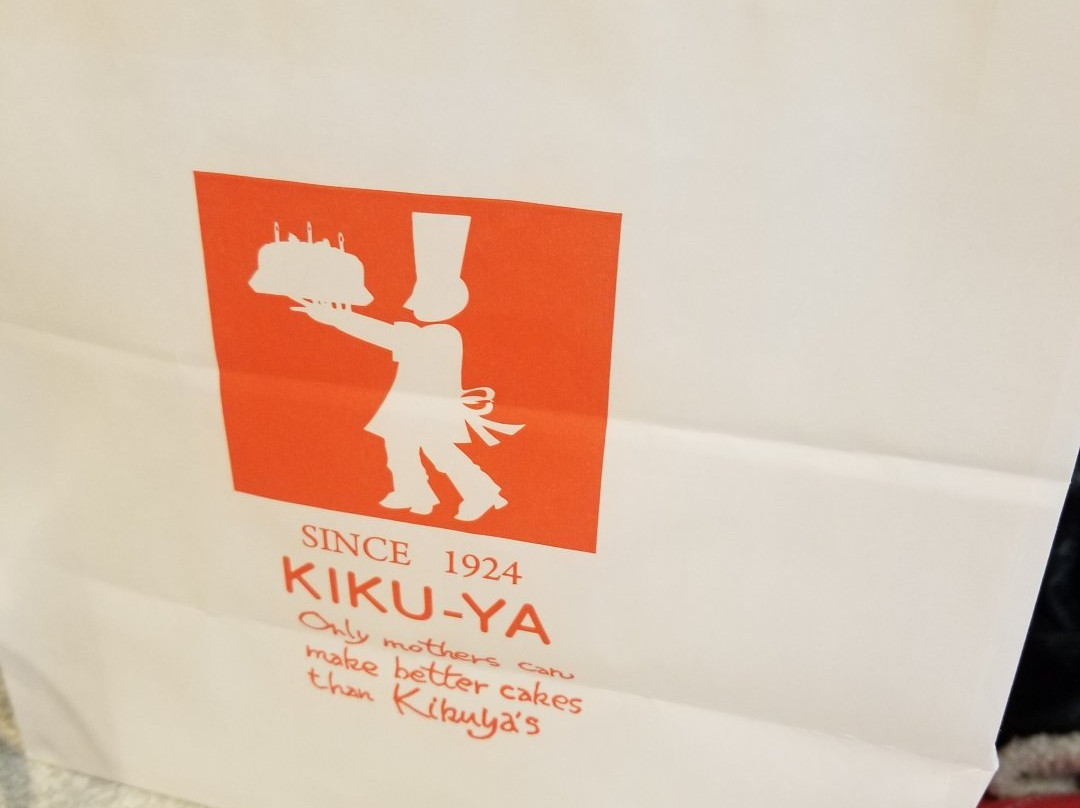 SINCE 1924
KIKU-YA
Only mothers can
make better cakes
than Kikuya's